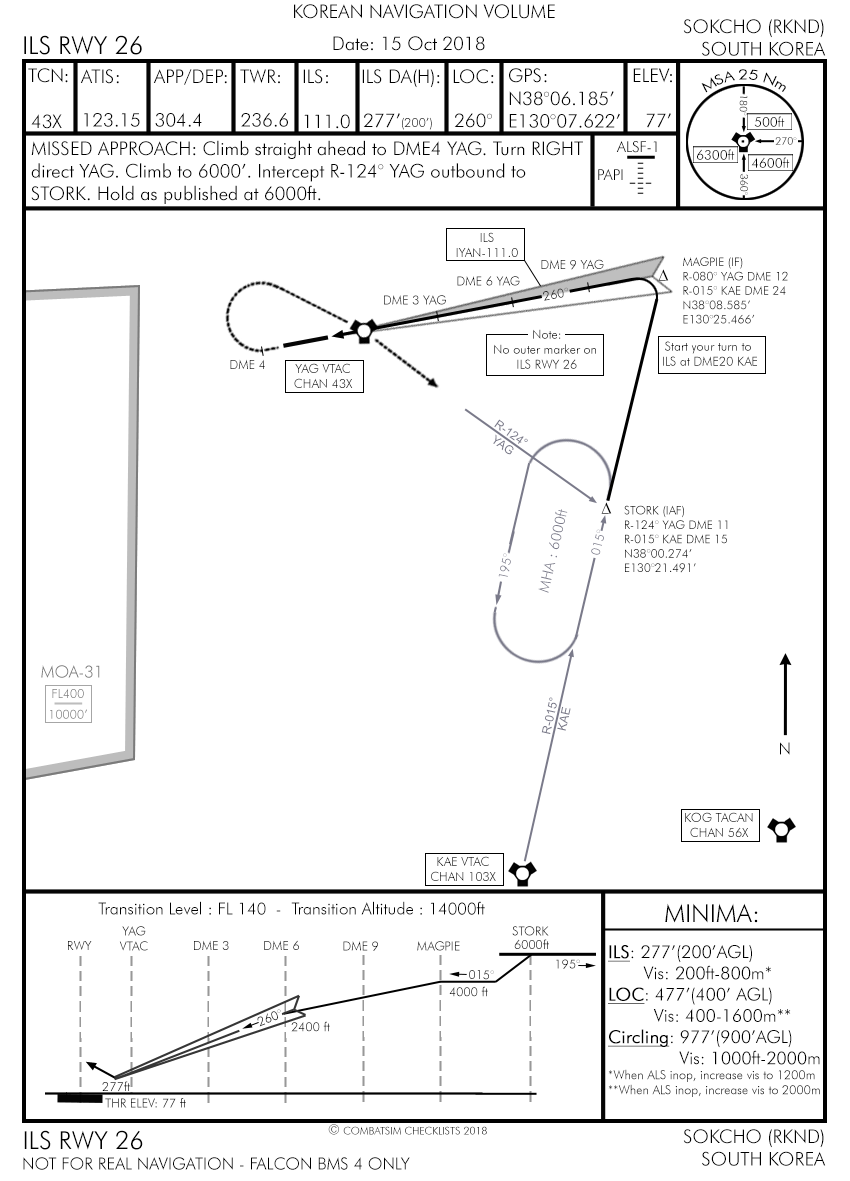 KOREAN NAVIGATION VOLUME
ILS RWY 26
Date: 15 Oct 2018
SOKCHO (RKND)
SOUTH KOREA
TCN:
43X
ATIS:
123.15
APP/DEP:
304.4
TWR:
236.6
ILS:
111.0
ILS DA(H):
277'(200')
LOC:
260°
GPS:
N38°06.185'
E130°07.622'
ELEV:
77'
MSA 25 Nm
180°
500ft
270°
6300ft
4600ft
360°
MISSED APPROACH: Climb straight ahead to DME4 YAG. Turn RIGHT
direct YAG. Climb to 6000'. Intercept R-124° YAG outbound to
STORK. Hold as published at 6000ft.
ALSF-1
PAPI
ILS
IYAN-111.0
DME 9 YAG
DME 6 YAG
DME 3 YAG
260°
MAGPIE (IF)
R-080° YAG DME 12
R-015° KAE DME 24
N38°08.585'
E130°25.466'
Note:
No outer marker on
ILS RWY 26
Start your turn to
ILS at DME20 KAE
DME 4
YAG VTAC
CHAN 43X
R-124°
YAG
STORK (IAF)
R-124° YAG DME 11
R-015° KAE DME 15
N38°00.274'
E130°21.491'
MHA : 6000ft
015°
195°
MOA-31
FL400
10000'
R-015°
KAE
N
KOG TACAN
CHAN 56X
KAE VTAC
CHAN 103X
Transition Level : FL 140 - Transition Altitude : 14000ft
RWY
YAG
VTAC
DME 3
DME 6
DME 9
MAGPIE
STORK
6000ft
195°
015°
4000 ft
260°
2400 ft
277ft
THR ELEV: 77 ft
MINIMA:
ILS: 277'(200'AGL)
Vis: 200ft-800m*
LOC: 477'(400' AGL)
Vis: 400-1600m**
Circling: 977'(900'AGL)
Vis: 1000ft-2000m
*When ALS inop, increase vis to 1200m
**When ALS inop, increase vis to 2000m
ILS RWY 26
NOT FOR REAL NAVIGATION - FALCON BMS 4 ONLY
© COMBATSIM CHECKLISTS 2018
SOKCHO (RKND)
SOUTH KOREA